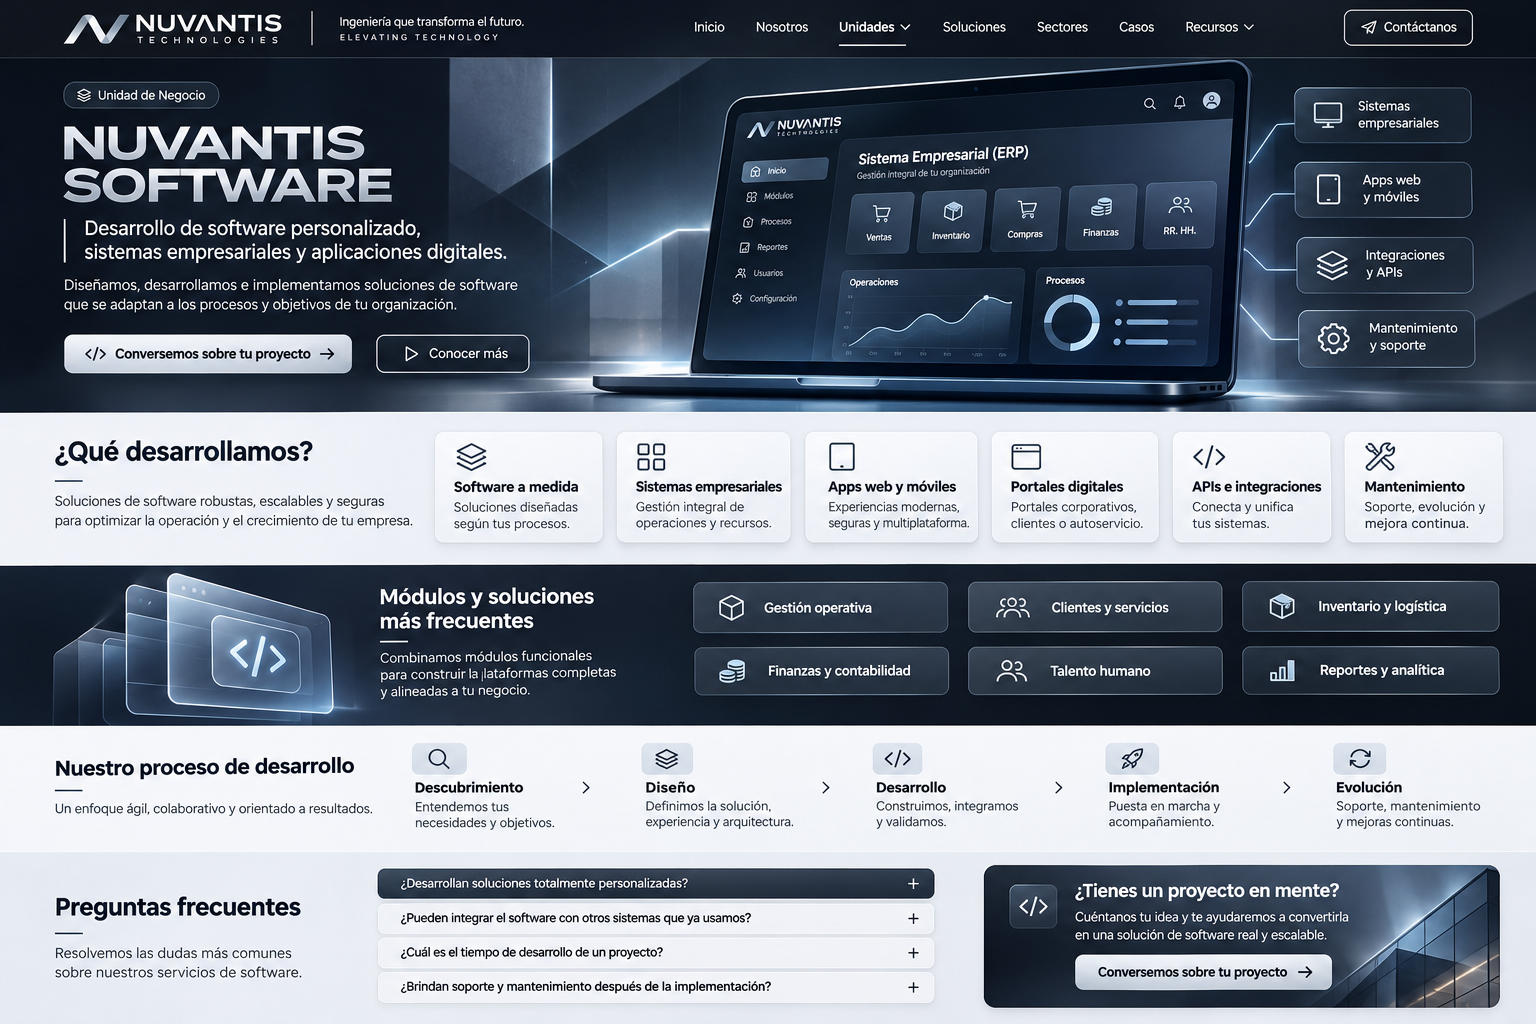 NUVANTIS
TECHNOLOGIES
Ingeniería que transforma el futuro.
ELEVATING TECHNOLOGY
Inicio
Nosotros
Unidades
Soluciones
Sectores
Casos
Recursos
Contáctanos
Unidad de Negocio
NUVANTIS
SOFTWARE
Desarrollo de software personalizado,
sistemas empresariales y aplicaciones digitales.
Diseñamos, desarrollamos e implementamos soluciones de software
que se adaptan a los procesos y objetivos de tu organización.
</> Conversemos sobre tu proyecto →
Conocer más
NUVANTIS
Inicio
Módulos
Procesos
Reportes
Usuarios
Configuración
Sistema Empresarial (ERP)
Gestión integral de tu organización
Ventas
Inventario
Compras
Finanzas
RR. HH.
Operaciones
Procesos
Sistemas
empresariales
Apps web
y móviles
Integraciones
y APIs
Mantenimiento
y soporte
¿Qué desarrollamos?
Soluciones de software robustas, escalables y seguras
para optimizar la operación y el crecimiento de tu empresa.
Software a medida
Soluciones diseñadas
según tus procesos.
Sistemas empresariales
Gestión integral de
operaciones y recursos.
Apps web y móviles
Experiencias modernas,
seguras y multiplataforma.
Portales digitales
Portales corporativos,
clientes o autoservicio.
</>
APIs e integraciones
Conecta y unifica
tus sistemas.
Mantenimiento
Soporte, evolución y
mejora continua.
</>
Módulos y soluciones
más frecuentes
Combinamos módulos funcionales
para construir la |lataformas completas
y alineadas a tu negocio.
Gestión operativa
Clientes y servicios
Inventario y logística
Finanzas y contabilidad
Talento humano
Reportes y analítica
Nuestro proceso de desarrollo
Un enfoque ágil, colaborativo y orientado a resultados.
Descubrimiento
Entendemos tus
necesidades y objetivos.
Diseño
Definimos la solución,
experiencia y arquitectura.
</>
Desarrollo
Construimos, integramos
y validamos.
Implementación
Puesta en marcha y
acompañamiento.
Evolución
Soporte, mantenimiento
y mejoras continuas.
Preguntas frecuentes
Resolvemos las dudas más comunes
sobre nuestros servicios de software.
¿Desarrollan soluciones totalmente personalizadas? +
¿Pueden integrar el software con otros sistemas que ya usamos? +
¿Cuál es el tiempo de desarrollo de un proyecto? +
¿Brindan soporte y mantenimiento después de la implementación? +
</>
¿Tienes un proyecto en mente?
Cuéntanos tu idea y te ayudaremos a convertirla
en una solución de software real y escalable.
Conversemos sobre tu proyecto →